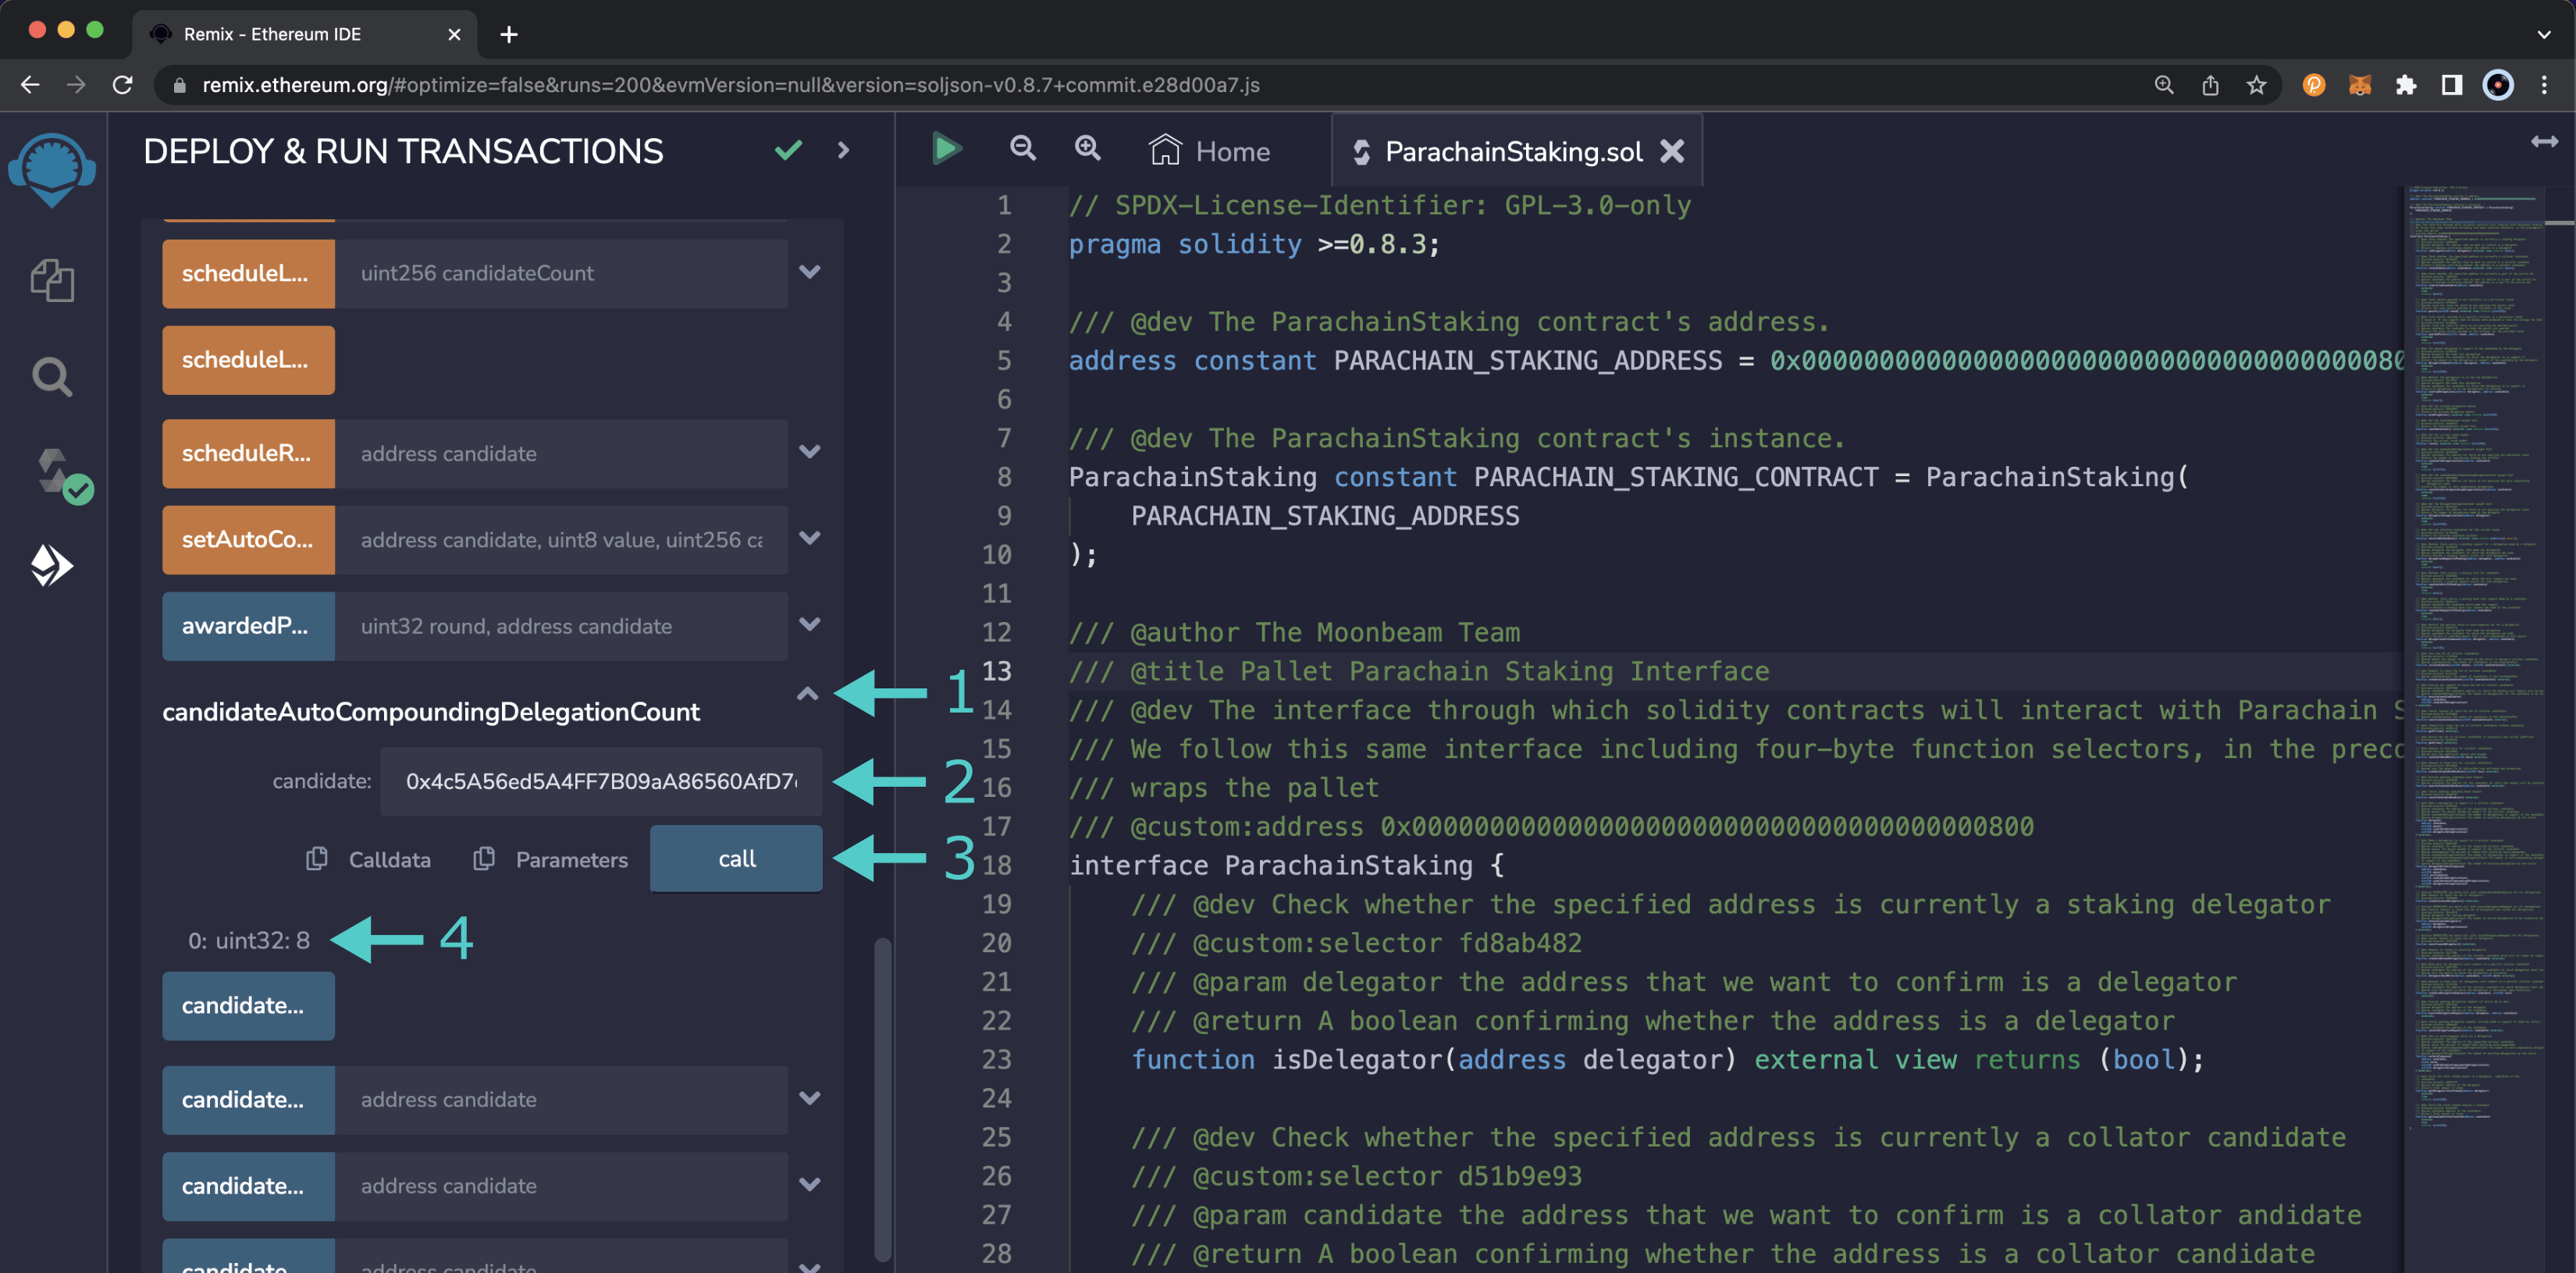 Remix - Ethereum IDE
remix.ethereum.org/#optimize=false&runs=200&evmVersion=null&version=soljson-v0.8.7+commit.e28d00a7.js
DEPLOY & RUN TRANSACTIONS
scheduleL... uint256 candidateCount
scheduleL...
scheduleR... address candidate
setAutoCo... address candidate, uint8 value, uint256 ca
awardedP... uint32 round, address candidate
1
candidateAutoCompoundingDelegationCount
candidate: 0x4c5A56ed5A4FF7B09aA86560AfD7
2
Calldata Parameters call
3
0: uint32: 8
4
candidate...
candidate... address candidate
candidate... address candidate
candidate... address candidate
Home ParachainStaking.sol
1 // SPDX-License-Identifier: GPL-3.0-only
2 pragma solidity >=0.8.3;
3
4 /// @dev The ParachainStaking contract's address.
5 address constant PARACHAIN_STAKING_ADDRESS = 0x000000000000000000000000000000000000080
6
7 /// @dev The ParachainStaking contract's instance.
8 ParachainStaking constant PARACHAIN_STAKING_CONTRACT = ParachainStaking(
9 PARACHAIN_STAKING_ADDRESS
10 );
11
12 /// @author The Moonbeam Team
13 /// @title Pallet Parachain Staking Interface
14 /// @dev The interface through which solidity contracts will interact with Parachain S
15 /// We follow this same interface including four-byte function selectors, in the preco
16 /// wraps the pallet
17 /// @custom:address 0x0000000000000000000000000000000000000800
18 interface ParachainStaking {
19 /// @dev Check whether the specified address is currently a staking delegator
20 /// @custom:selector fd8ab482
21 /// @param delegator the address that we want to confirm is a delegator
22 /// @return A boolean confirming whether the address is a delegator
23 function isDelegator(address delegator) external view returns (bool);
24
25 /// @dev Check whether the specified address is currently a collator candidate
26 /// @custom:selector d51b9e93
27 /// @param candidate the address that we want to confirm is a collator andidate
28 /// @return A boolean confirming whether the address is a collator candidate